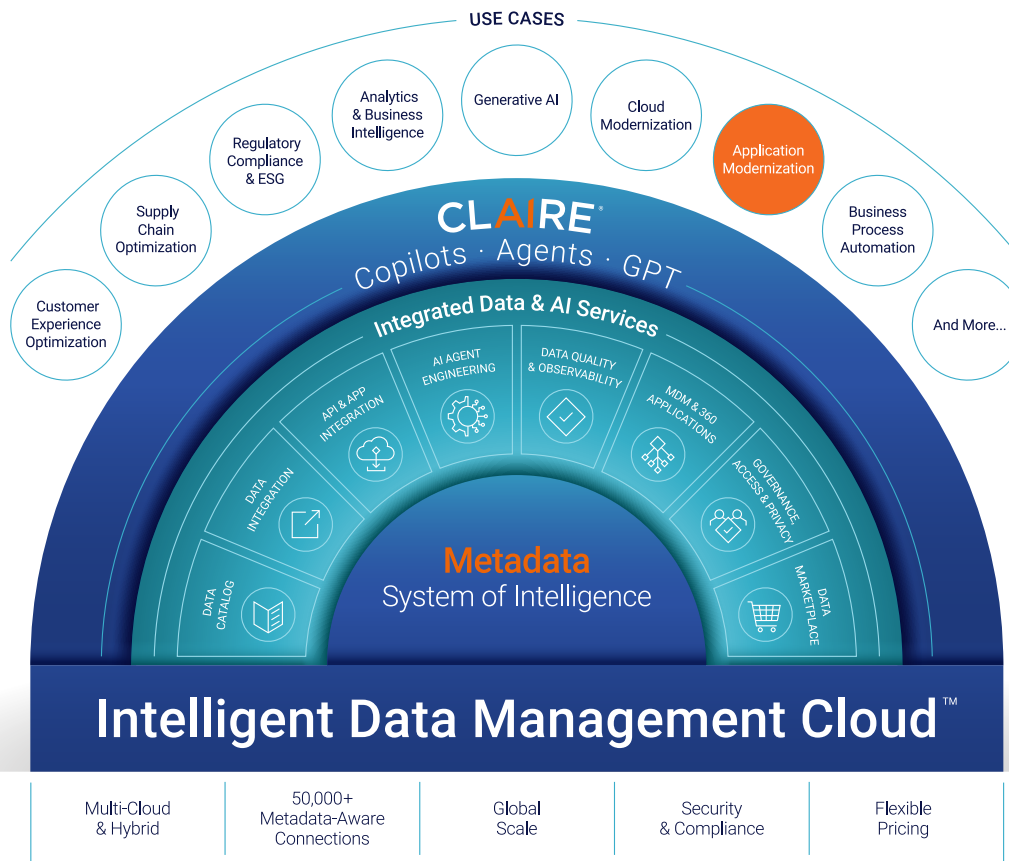 USE CASES
Customer
Experience
Optimization
Supply
Chain
Optimization
Regulatory
Compliance
& ESG
Analytics
& Business
Intelligence
Generative AI
Cloud
Modernization
Application
Modernization
Business
Process
Automation
And More...
CLAIRE®
Copilots · Agents · GPT
Integrated Data & AI Services
DATA
CATALOG
DATA
INTEGRATION
API & APP
INTEGRATION
AI AGENT
ENGINEERING
DATA QUALITY
& OBSERVABILITY
MDM & 360
APPLICATIONS
GOVERNANCE,
ACCESS & PRIVACY
DATA
MARKETPLACE
Metadata
System of Intelligence
Intelligent Data Management Cloud™
Multi-Cloud
& Hybrid
50,000+
Metadata-Aware
Connections
Global
Scale
Security
& Compliance
Flexible
Pricing